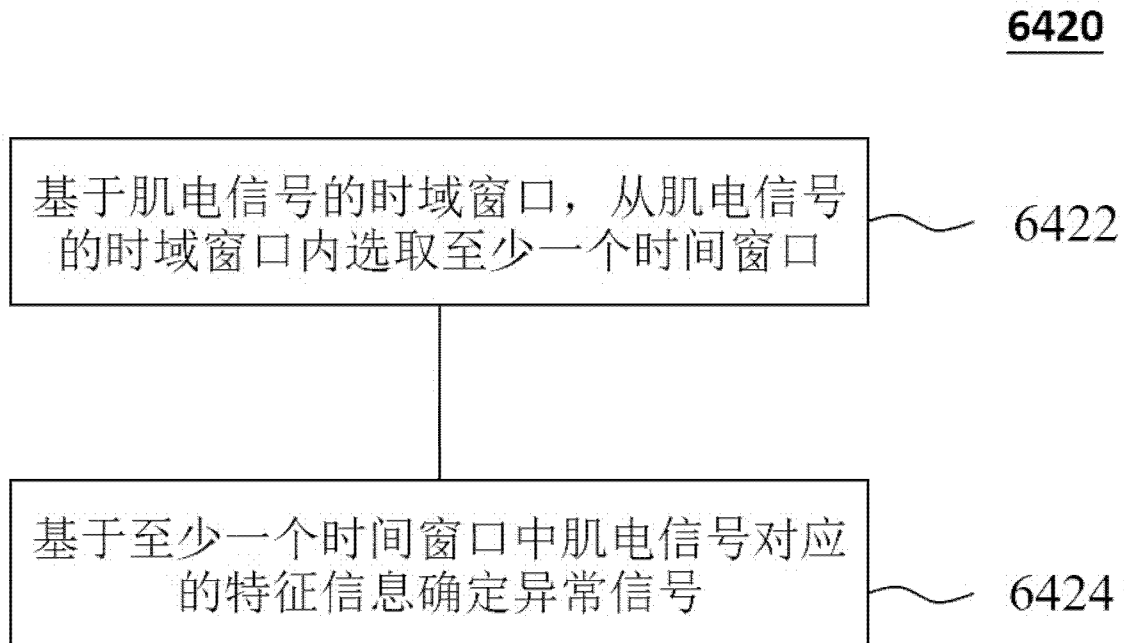 6420
基于肌电信号的时域窗口，从肌电信号
的时域窗口内选取至少一个时间窗口
6422
基于至少一个时间窗口中肌电信号对应
的特征信息确定异常信号
6424